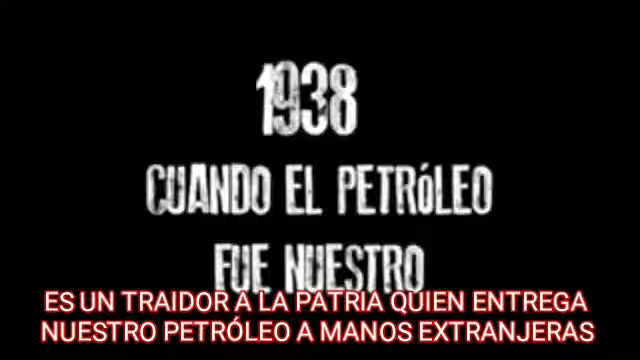 1938
CUANDO EL PETRóLEO
FUE NUESTRO
ES UN TRAIDOR A LA PATRIA QUIEN ENTREGA
NUESTRO PETRÓLEO A MANOS EXTRANJERAS